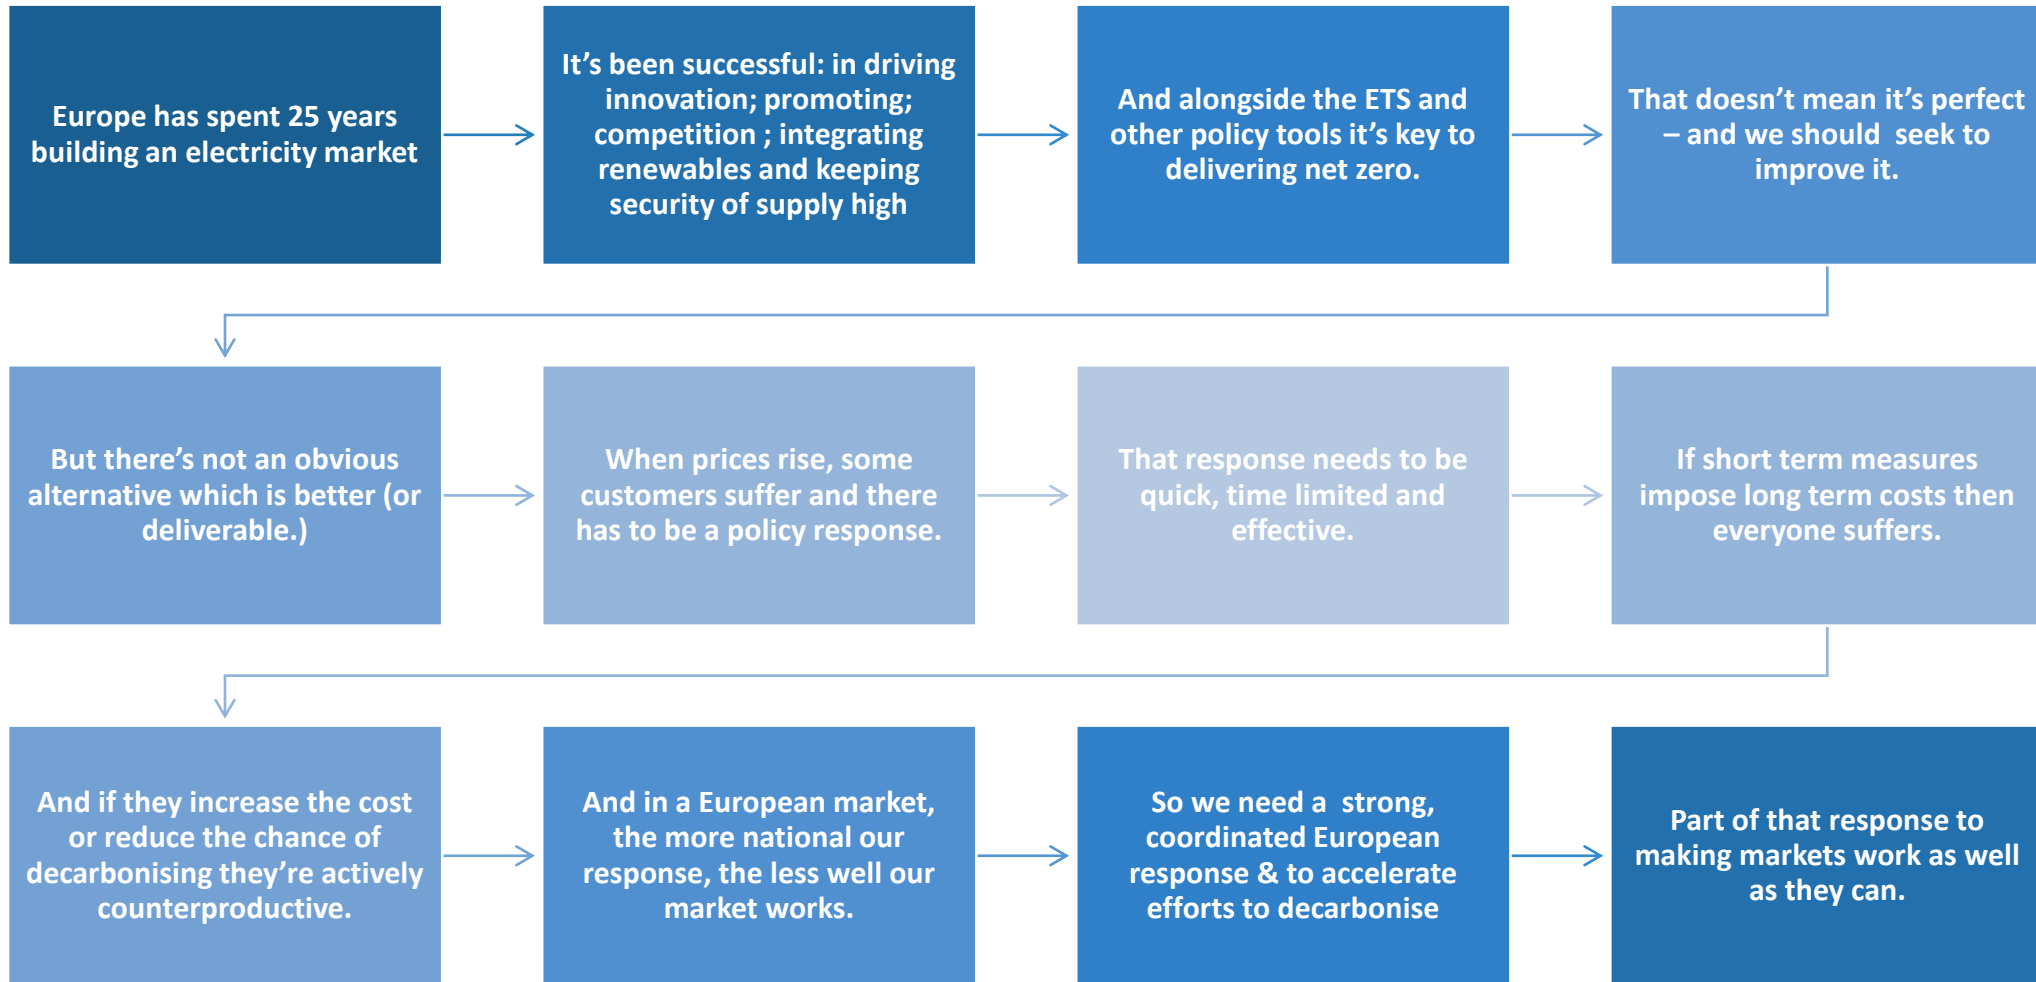 Europe has spent 25 years
building an electricity market
It’s been successful: in driving
innovation; promoting;
competition ; integrating
renewables and keeping
security of supply high
And alongside the ETS and
other policy tools it’s key to
delivering net zero.
That doesn’t mean it’s perfect
– and we should  seek to
improve it.
But there’s not an obvious
alternative which is better (or
deliverable.)
When prices rise, some
customers suffer and there
has to be a policy response.
That response needs to be
quick, time limited and
effective.
If short term measures
impose long term costs then
everyone suffers.
And if they increase the cost
or reduce the chance of
decarbonising they’re actively
counterproductive.
And in a European market,
the more national our
response, the less well our
market works.
So we need a  strong,
coordinated European
response & to accelerate
efforts to decarbonise
Part of that response to
making markets work as well
as they can.